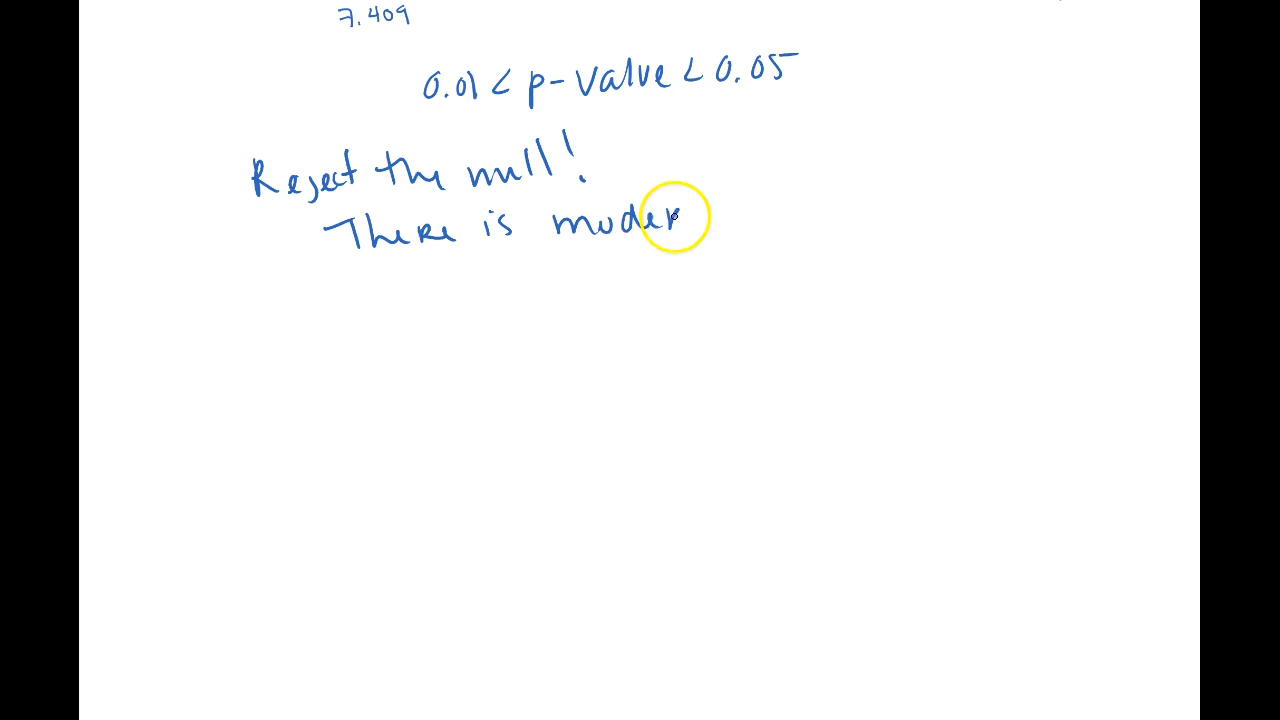 7.409
0.01 < p-value < 0.05
Reject the null!
There is moder